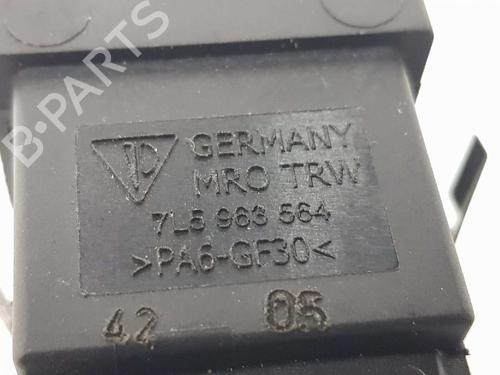 B-PARTS
GERMANY
MRO TRW
7L5 963 564
>PA6-GF30<
42 05